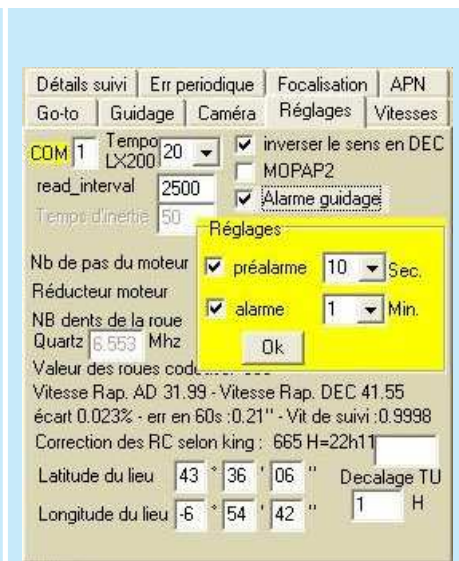 Détails suivi Err periodique Focalisation APN
Go-to Guidage Caméra Réglages Vitesses
COM 1 Tempo LX200 20 inverser le sens en DEC
MOPAP2
read_interval 2500 Alarme guidage
Tempo d'inertie 50
Réglages
Nb de pas du moteur préalarme 10 Sec.
Réducteur moteur
NB dents de la roue alarme 1 Min.
Quartz 6.553 Mhz Ok
Valeur des roues
Vitesse Rap. AD 31.99 - Vitesse Rap. DEC 41.55
écart 0.023% - err en 60s :0.21'' - Vit de suivi :0.9998
Correction des RC selon king : 665 H=22h11
Latitude du lieu 43 ° 36 ' 06 '' Decalage TU
Longitude du lieu -6 ° 54 ' 42 '' 1 H